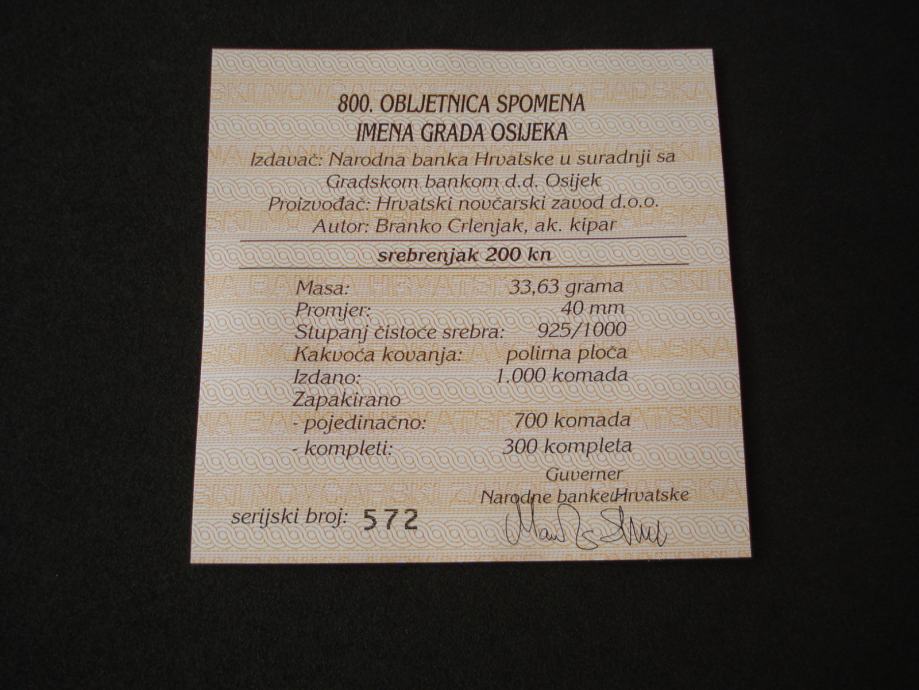 800. OBLJETNICA SPOMENA
IMENA GRADA OSIJEKA
Izdavač: Narodna banka Hrvatske u suradnji sa
Gradskom bankom d.d. Osijek
Proizvođač: Hrvatski novčarski zavod d.o.o.
Autor: Branko Crlenjak, ak. kipar
srebrenjak 200 kn
Masa: 33,63 grama
Promjer: 40 mm
Stupanj čistoće srebra: 925/1000
Kakvoća kovanja: polirna ploča
Izdano: 1.000 komada
Zapakirano
- pojedinačno: 700 komada
- kompleti: 300 kompleta
Guverner
Narodne banke Hrvatske
serijski broj: 572